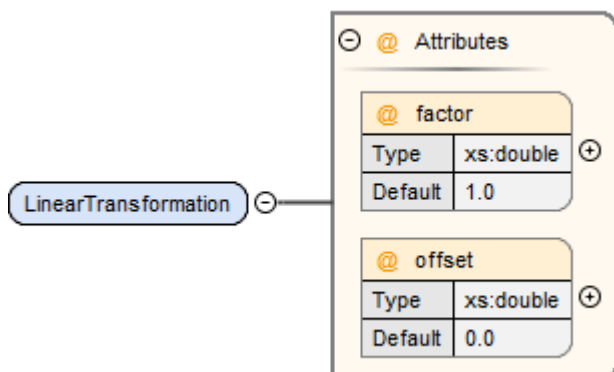 @ Attributes
@ factor
Type xs:double
Default 1.0
LinearTransformation
@ offset
Type xs:double
Default 0.0